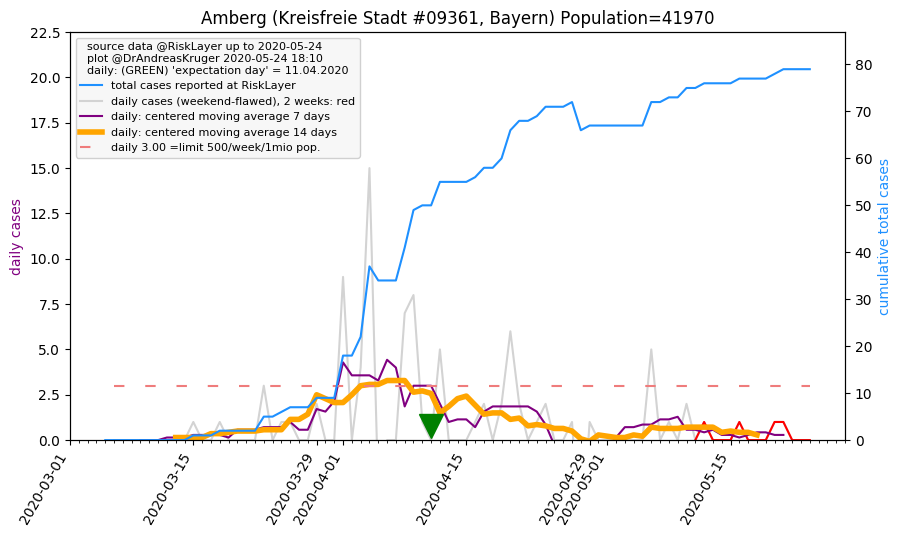 Amberg (Kreisfreie Stadt #09361, Bayern) Population=41970
source data @RiskLayer up to 2020-05-24
plot @DrAndreasKruger 2020-05-24 18:10
daily: (GREEN) 'expectation day' = 11.04.2020
total cases reported at RiskLayer
daily cases (weekend-flawed), 2 weeks: red
daily: centered moving average 7 days
daily: centered moving average 14 days
daily 3.00 =limit 500/week/1mio pop.
daily cases
22.5
20.0
17.5
15.0
12.5
10.0
7.5
5.0
2.5
0.0
cumulative total cases
80
70
60
50
40
30
20
10
0
2020-03-01
2020-03-15
2020-03-29
2020-04-01
2020-04-15
2020-04-29
2020-05-01
2020-05-15